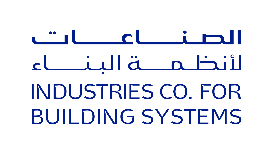 الصناعات
لأنظمة البناء
INDUSTRIES CO. FOR
BUILDING SYSTEMS